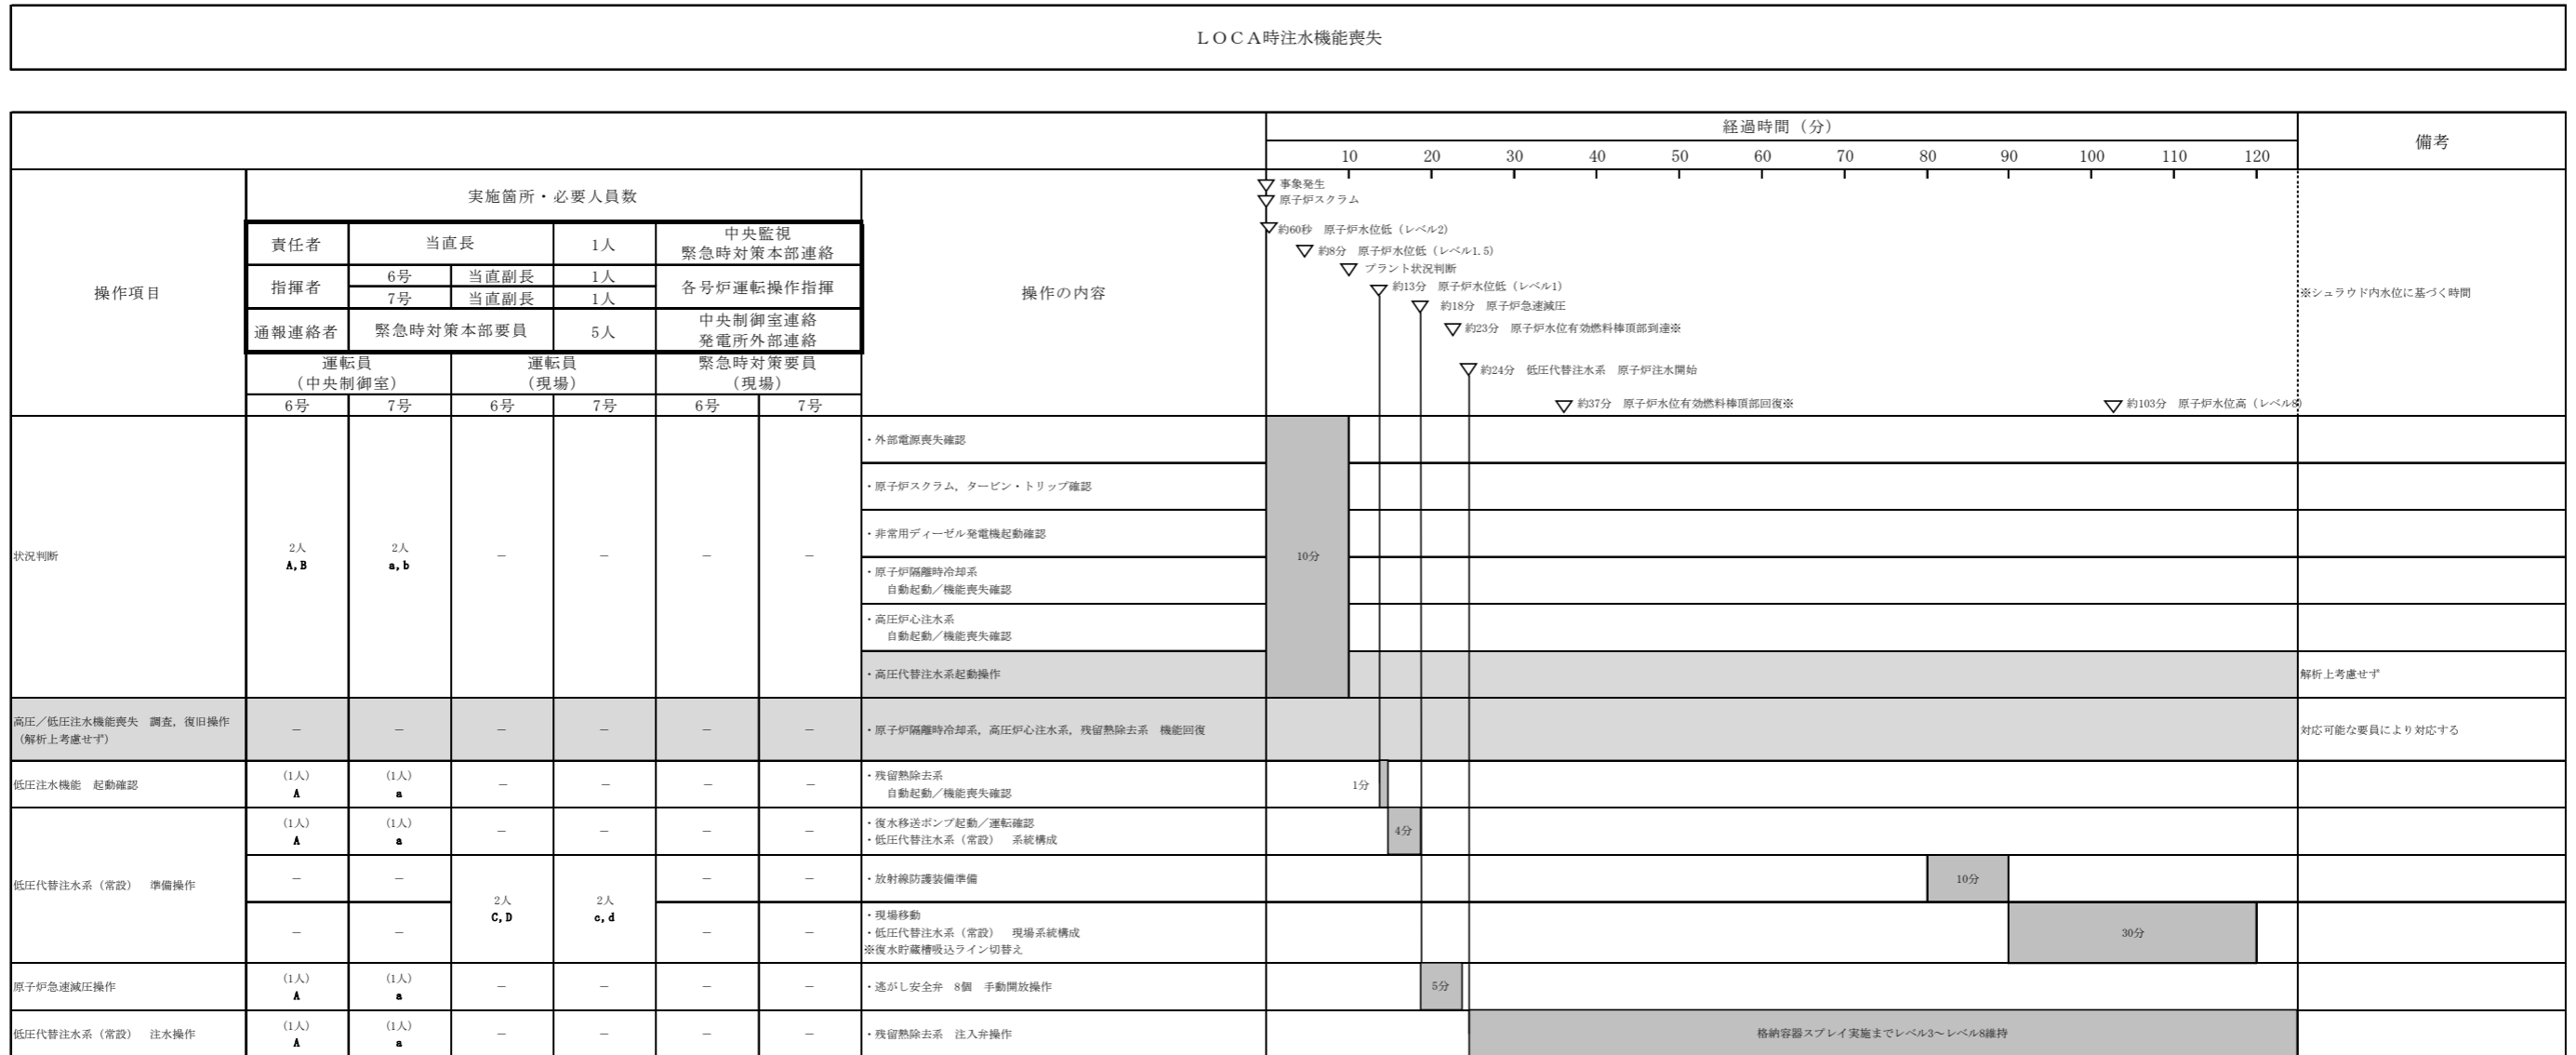 LOCA時注水機能喪失
経過時間(分)
備考
10 20 30 40 50 60 70 80 90 100 110 120
操作項目
実施箇所・必要人員数
操作の内容
責任者 当直長 1人 中央監視
緊急時対策本部連絡
指揮者 6号 当直副長 1人 各号炉運転操作指揮
7号 当直副長 1人
通報連絡者 緊急時対策本部要員 5人 中央制御室連絡
発電所外部連絡
運転員
(中央制御室)
運転員
(現場)
緊急時対策要員
(現場)
6号 7号 6号 7号 6号 7号
事象発生
原子炉スクラム
約60秒 原子炉水位低(レベル2)
約8分 原子炉水位低(レベル1.5)
プラント状況判断
約13分 原子炉水位低(レベル1)
約18分 原子炉急速減圧
約23分 原子炉水位有効燃料棒頂部到達※
約24分 低圧代替注水系 原子炉注水開始
約37分 原子炉水位有効燃料棒頂部回復※
約103分 原子炉水位高(レベル8)
※シュラウド内水位に基づく時間
状況判断
2人
A,B
2人
a,b
- - - -
・外部電源喪失確認
・原子炉スクラム,タービン・トリップ確認
・非常用ディーゼル発電機起動確認
・原子炉隔離時冷却系
自動起動/機能喪失確認
・高圧炉心注水系
自動起動/機能喪失確認
・高圧代替注水系起動操作
10分
解析上考慮せず
高圧/低圧注水機能喪失 調査,復旧操作
(解析上考慮せず)
- - - - - -
・原子炉隔離時冷却系,高圧炉心注水系,残留熱除去系 機能回復
対応可能な要員により対応する
低圧注水機能 起動確認
(1人)
A
(1人)
a
- - - -
・残留熱除去系
自動起動/機能喪失確認
1分
低圧代替注水系(常設) 準備操作
(1人)
A
(1人)
a
- - - -
・復水移送ポンプ起動/運転確認
・低圧代替注水系(常設) 系統構成
4分
- -
2人
C,D
2人
c,d
- -
・放射線防護装備準備
10分
- - - -
・現場移動
・低圧代替注水系(常設) 現場系統構成
※復水貯蔵槽吸込ライン切替え
30分
原子炉急速減圧操作
(1人)
A
(1人)
a
- - - -
・逃がし安全弁 8個 手動開放操作
5分
低圧代替注水系(常設) 注水操作
(1人)
A
(1人)
a
- - - -
・残留熱除去系 注入弁操作
格納容器スプレイ実施までレベル3~レベル8維持